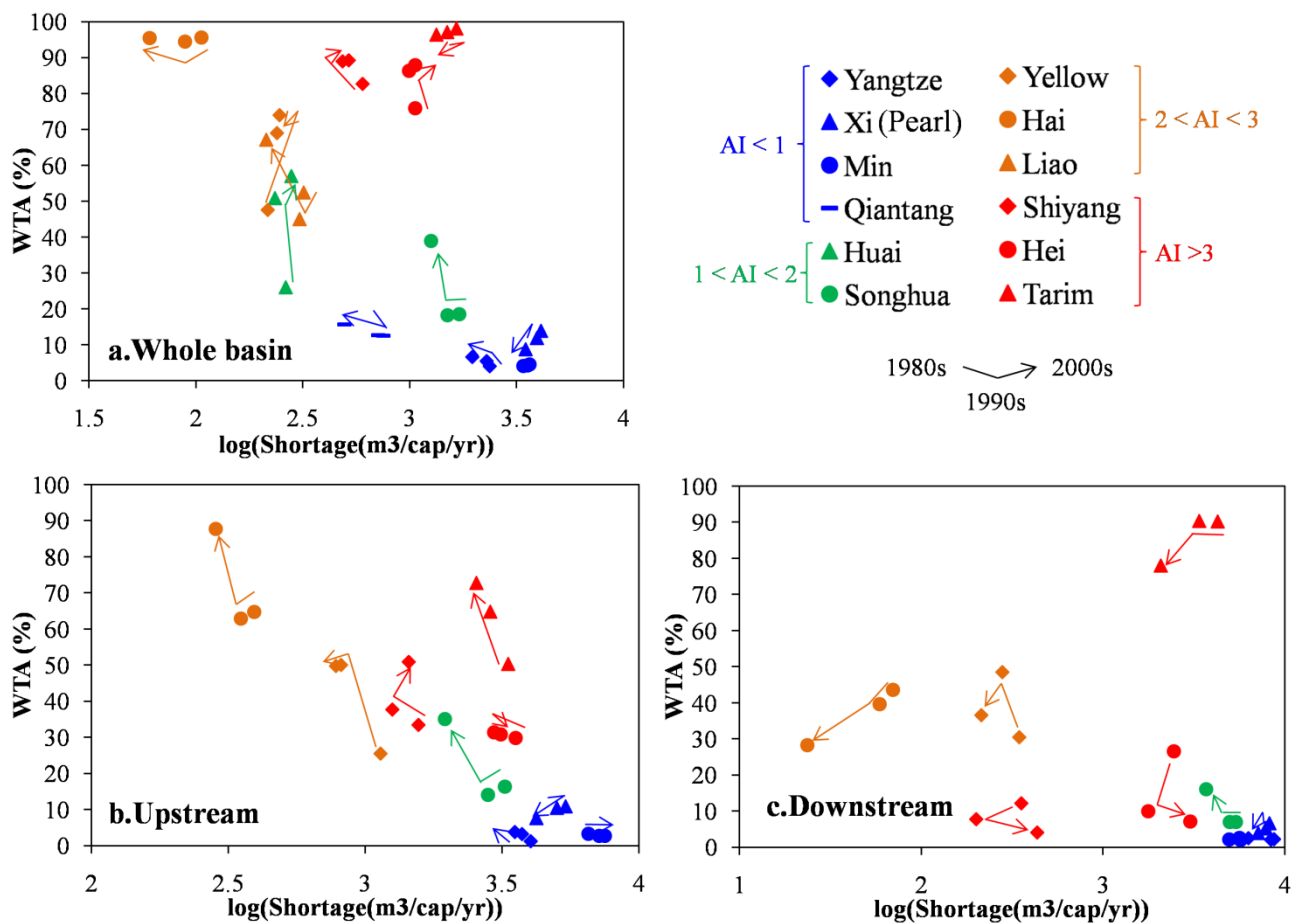 100
90
80
70
60
50
40
30
20
10
0
WTA (%)
a.Whole basin
1.5 2 2.5 3 3.5 4
log(Shortage(m3/cap/yr))
AI < 1
Yangtze
Xi (Pearl)
Min
Qiantang
1 < AI < 2
Huai
Songhua
Yellow
Hai
Liao
2 < AI < 3
Shiyang
Hei
Tarim
AI >3
1980s 2000s
1990s
100
90
80
70
60
50
40
30
20
10
0
WTA (%)
b.Upstream
2 2.5 3 3.5 4
log(Shortage(m3/cap/yr))
100
90
80
70
60
50
40
30
20
10
0
WTA (%)
c.Downstream
1 2 3 4
log(Shortage(m3/cap/yr))